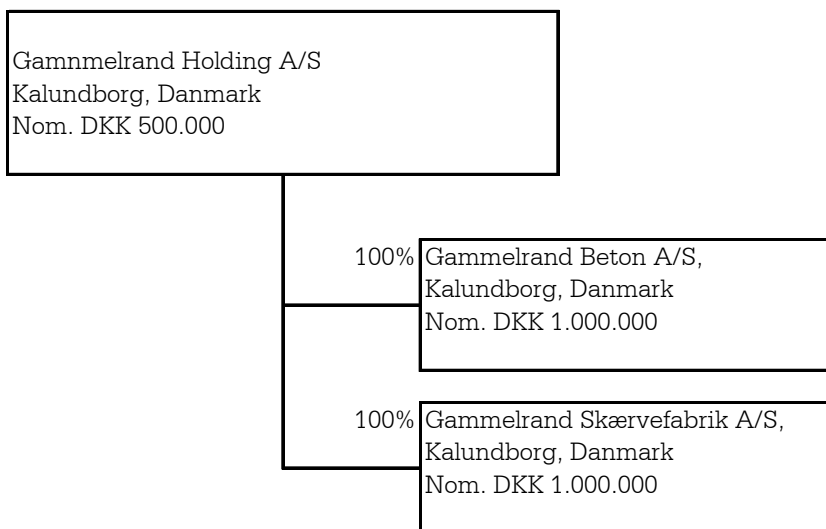 Gamnmelrand Holding A/S
Kalundborg, Danmark
Nom. DKK 500.000
100% Gammelrand Beton A/S,
Kalundborg, Danmark
Nom. DKK 1.000.000
100% Gammelrand Skærvefabrik A/S,
Kalundborg, Danmark
Nom. DKK 1.000.000